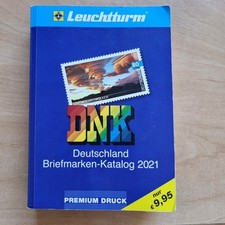 Leuchtturm
DNK
Deutschland
Briefmarken-Katalog 2021
nur
€ 9,95
PREMIUM DRUCK